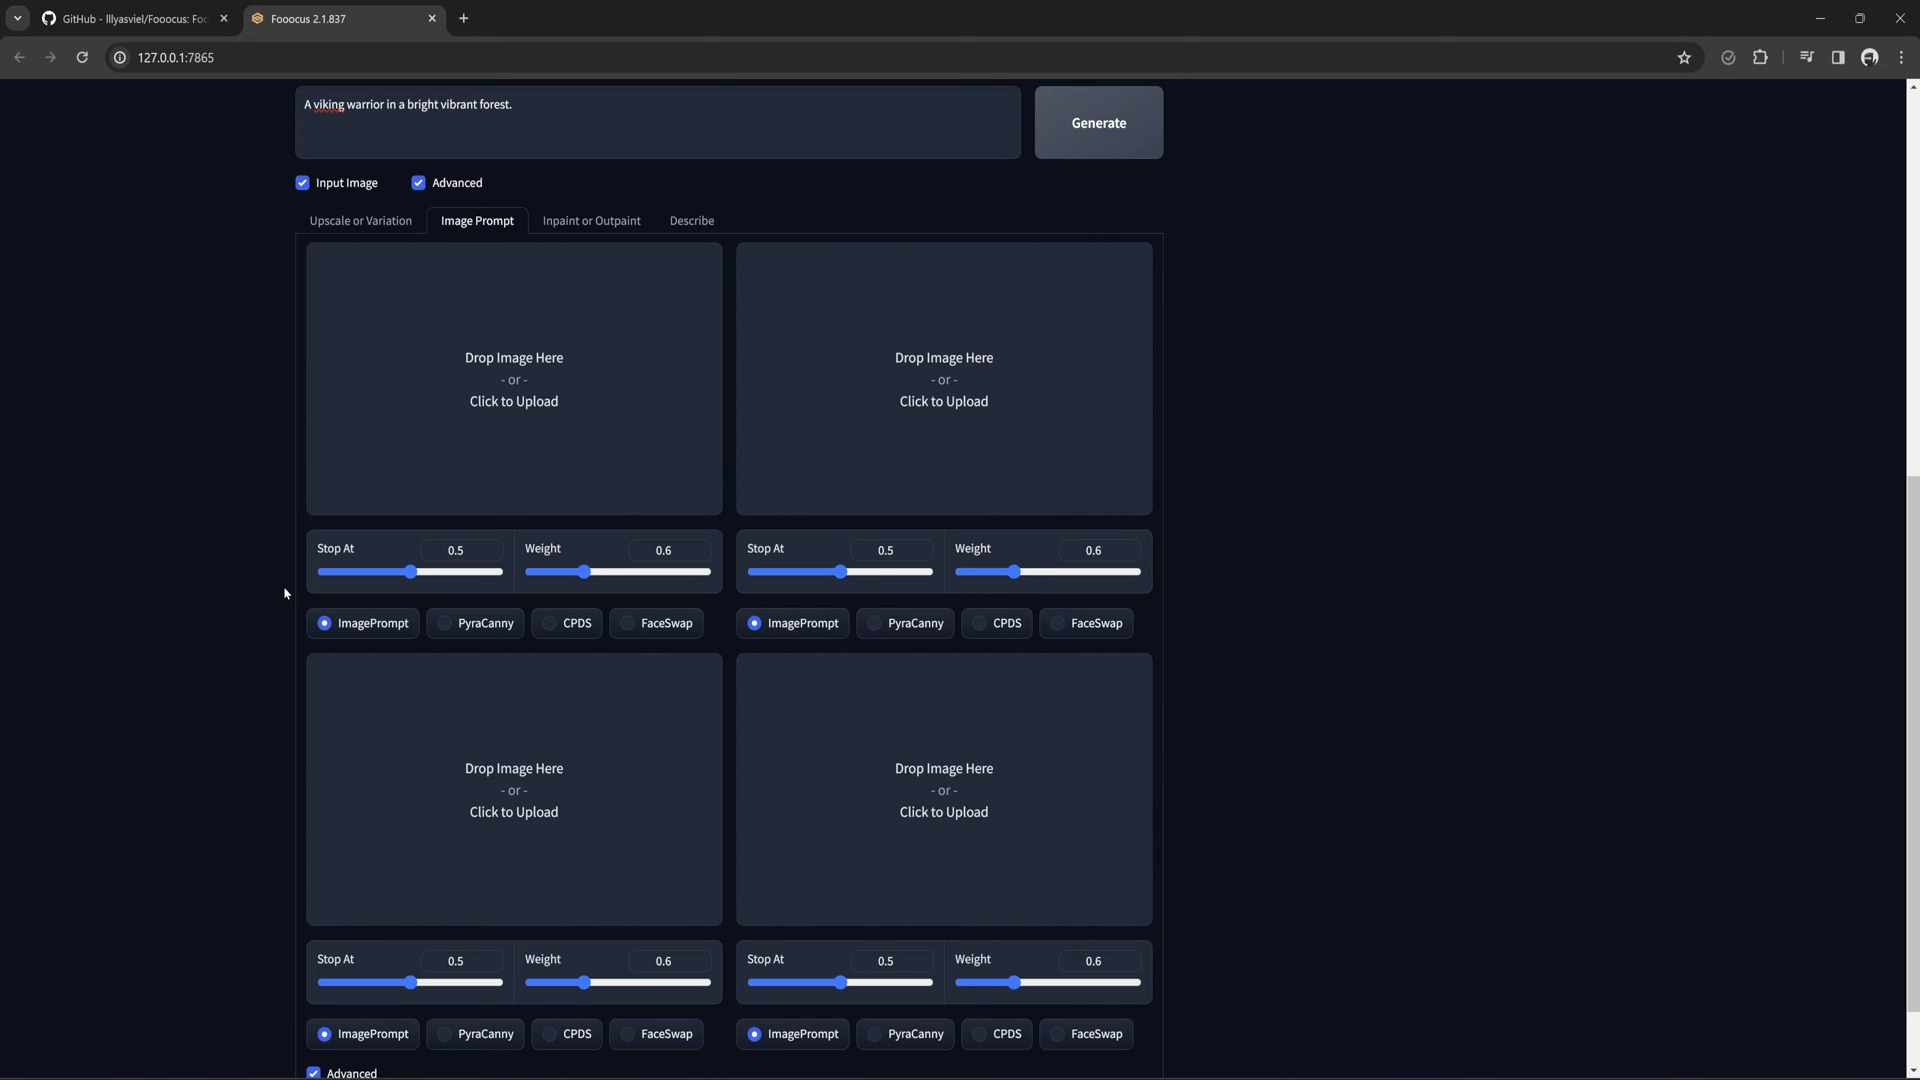 GitHub - lllyasviel/Fooocus: Foc
Fooocus 2.1.837
127.0.0.1:7865
A viking warrior in a bright vibrant forest.
Generate
Input Image
Advanced
Upscale or Variation
Image Prompt
Inpaint or Outpaint
Describe
Drop Image Here
- or -
Click to Upload
Drop Image Here
- or -
Click to Upload
Stop At
0.5
Weight
0.6
Stop At
0.5
Weight
0.6
ImagePrompt
PyraCanny
CPDS
FaceSwap
ImagePrompt
PyraCanny
CPDS
FaceSwap
Drop Image Here
- or -
Click to Upload
Drop Image Here
- or -
Click to Upload
Stop At
0.5
Weight
0.6
Stop At
0.5
Weight
0.6
ImagePrompt
PyraCanny
CPDS
FaceSwap
ImagePrompt
PyraCanny
CPDS
FaceSwap
Advanced